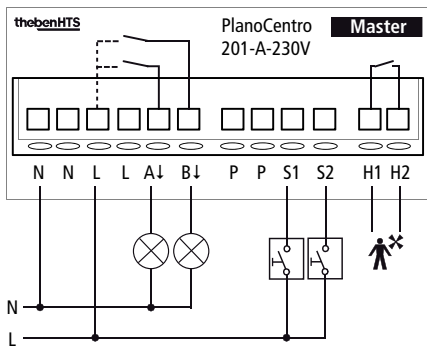 thebenHTS
PlanoCentro Master
201-A-230V
N N L L A↓ B↓ P P S1 S2 H1 H2
N
L